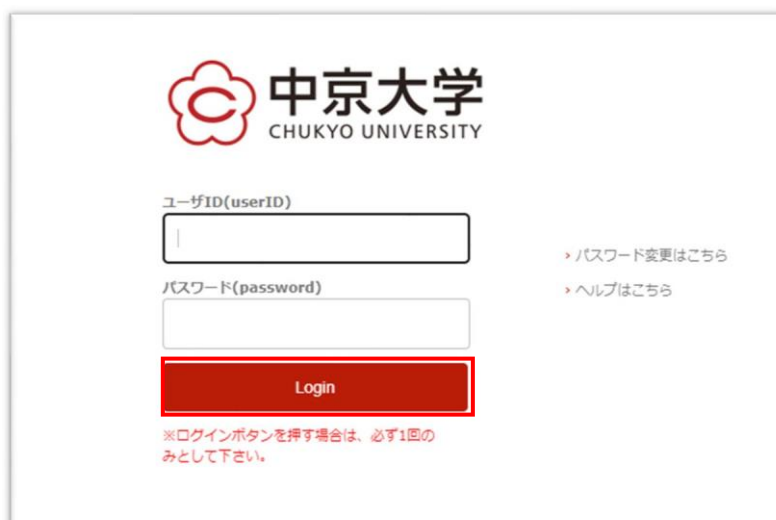 中京大学
CHUKYO UNIVERSITY
ユーザID(userID)
パスワード(password)
Login
※ログインボタンを押す場合は、必ず1回の
みとして下さい。
› パスワード変更はこちら
› ヘルプはこちら